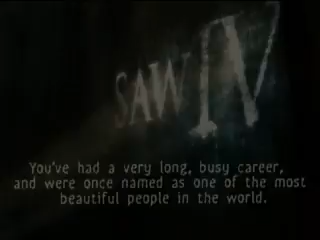 SAW IV
You've had a very long, busy career,
and were once named as one of the most
beautiful people in the world.